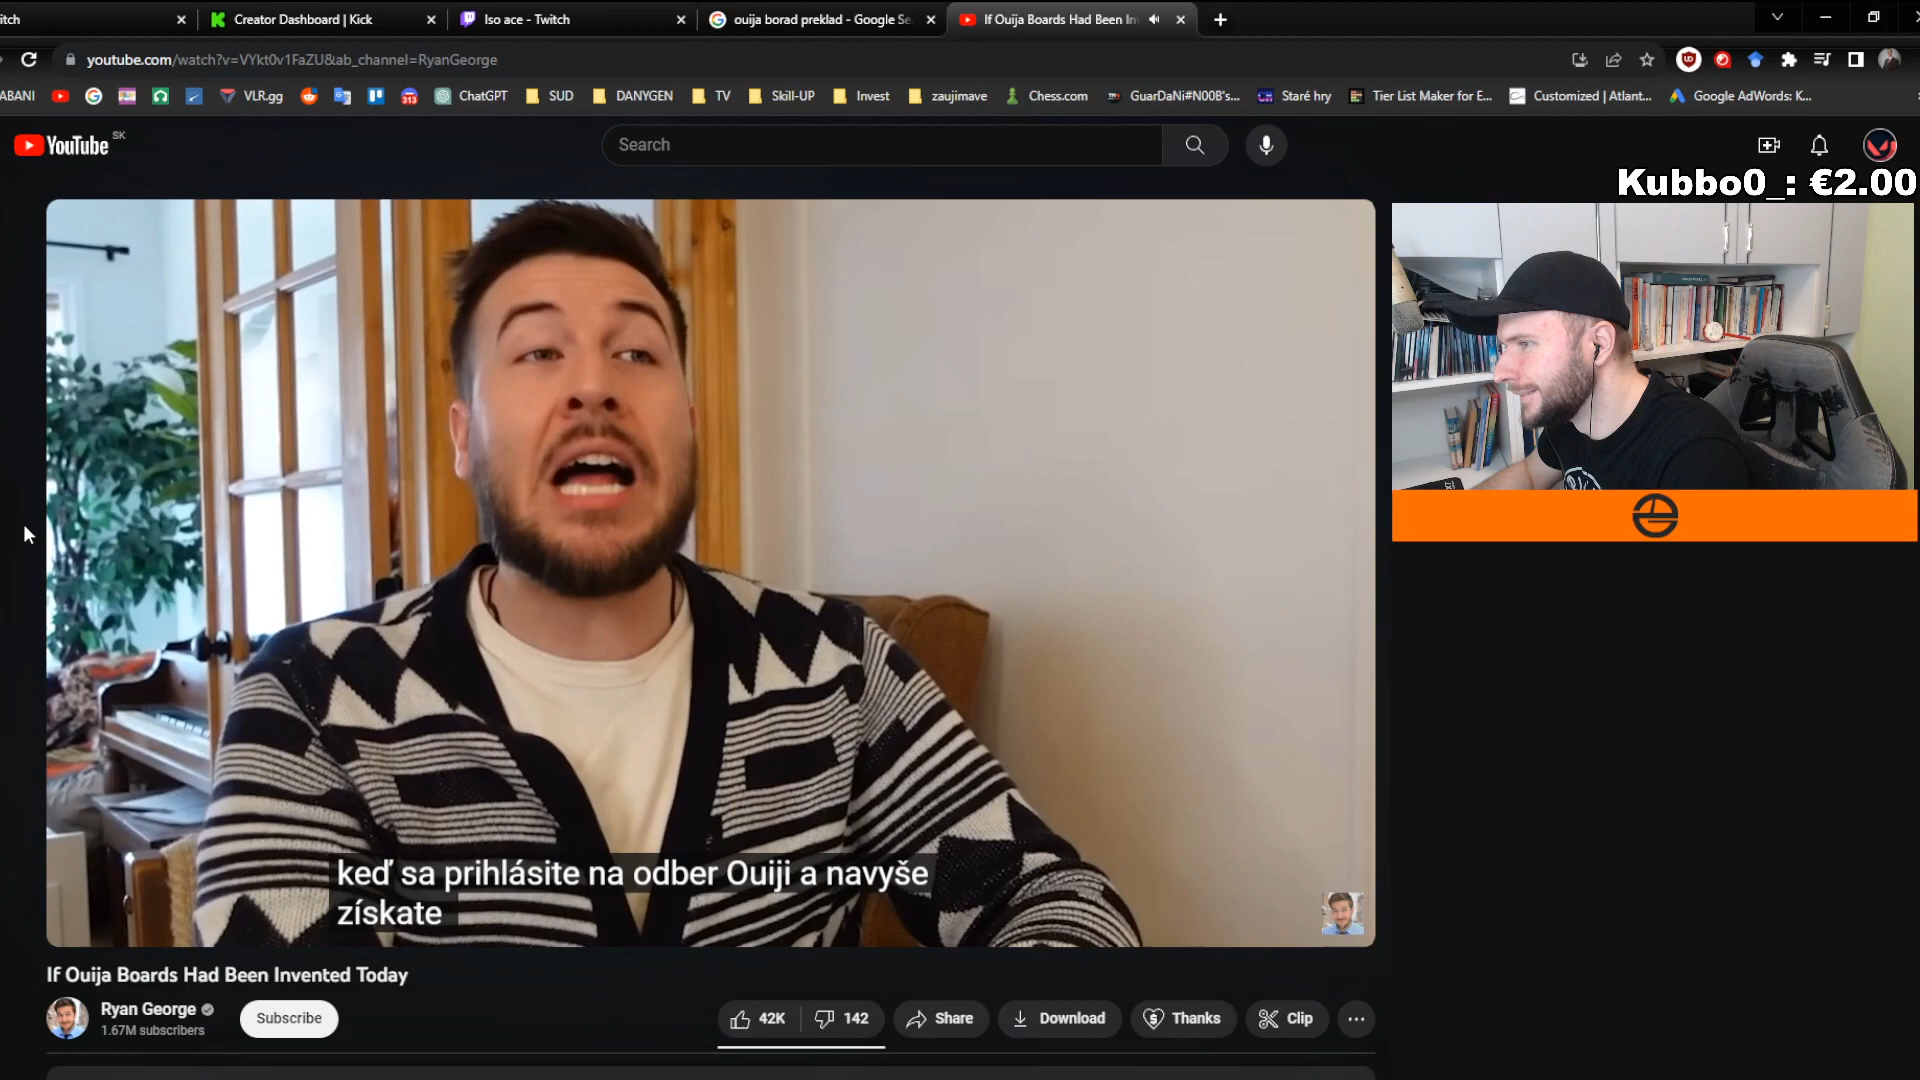 itch
Creator Dashboard | Kick
Iso ace - Twitch
ouija borad preklad - Google Se
If Ouija Boards Had Been In
youtube.com/watch?v=VYkt0v1FaZU&ab_channel=RyanGeorge
ABANI
VLR.gg
313
ChatGPT
SUD
DANYGEN
TV
Skill-UP
Invest
zaujimave
Chess.com
GuarDaNi#N00B's...
Staré hry
Tier List Maker for E...
Customized | Atlant...
Google AdWords: K...
YouTube SK
Search
Kubbo0_: €2.00
keď sa prihlásite na odber Ouiji a navyše
získate
If Ouija Boards Had Been Invented Today
Ryan George
1.67M subscribers
Subscribe
42K
142
Share
Download
Thanks
Clip